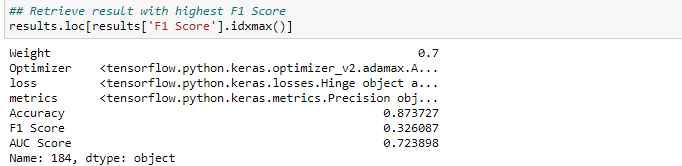 ## Retrieve result with highest F1 Score
results.loc[results['F1 Score'].idxmax()]
Weight 0.7
Optimizer <tensorflow.python.keras.optimizer_v2.adamax.A...
loss <tensorflow.python.keras.losses.Hinge object a...
metrics <tensorflow.python.keras.metrics.Precision obj...
Accuracy 0.873727
F1 Score 0.326087
AUC Score 0.723898
Name: 184, dtype: object